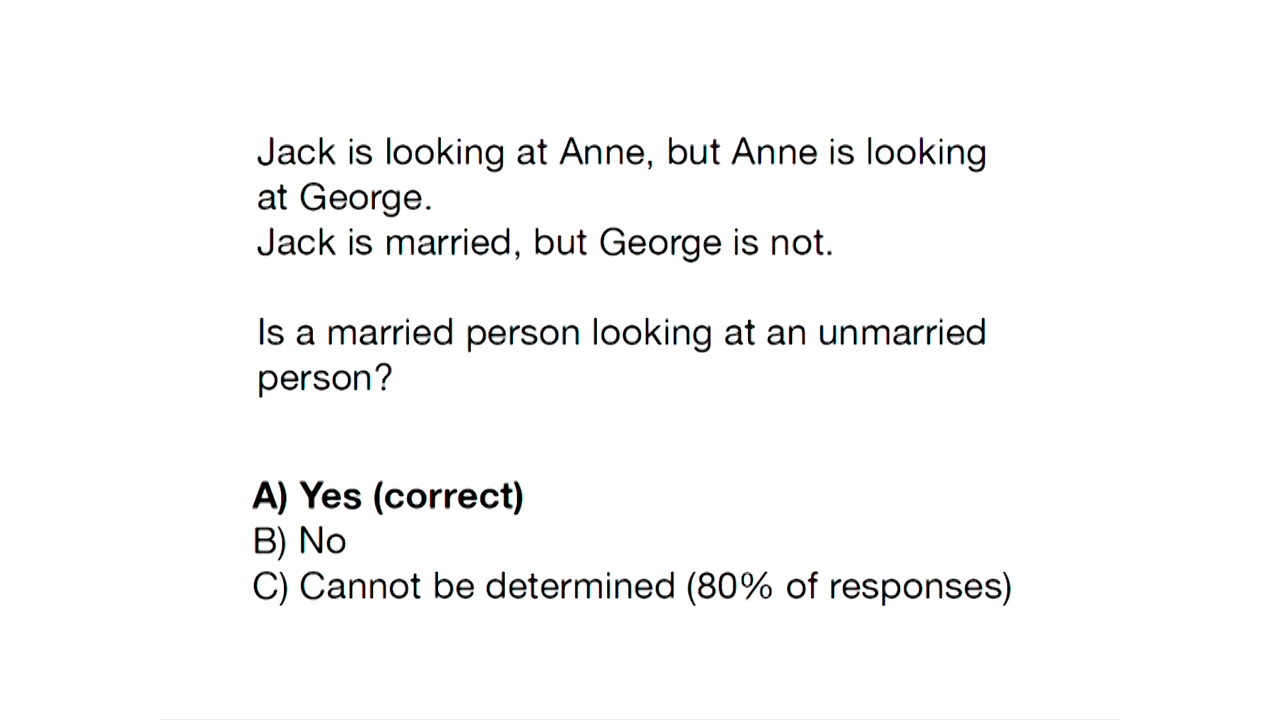 Jack is looking at Anne, but Anne is looking
at George.
Jack is married, but George is not.
Is a married person looking at an unmarried
person?
A) Yes (correct)
B) No
C) Cannot be determined (80% of responses)